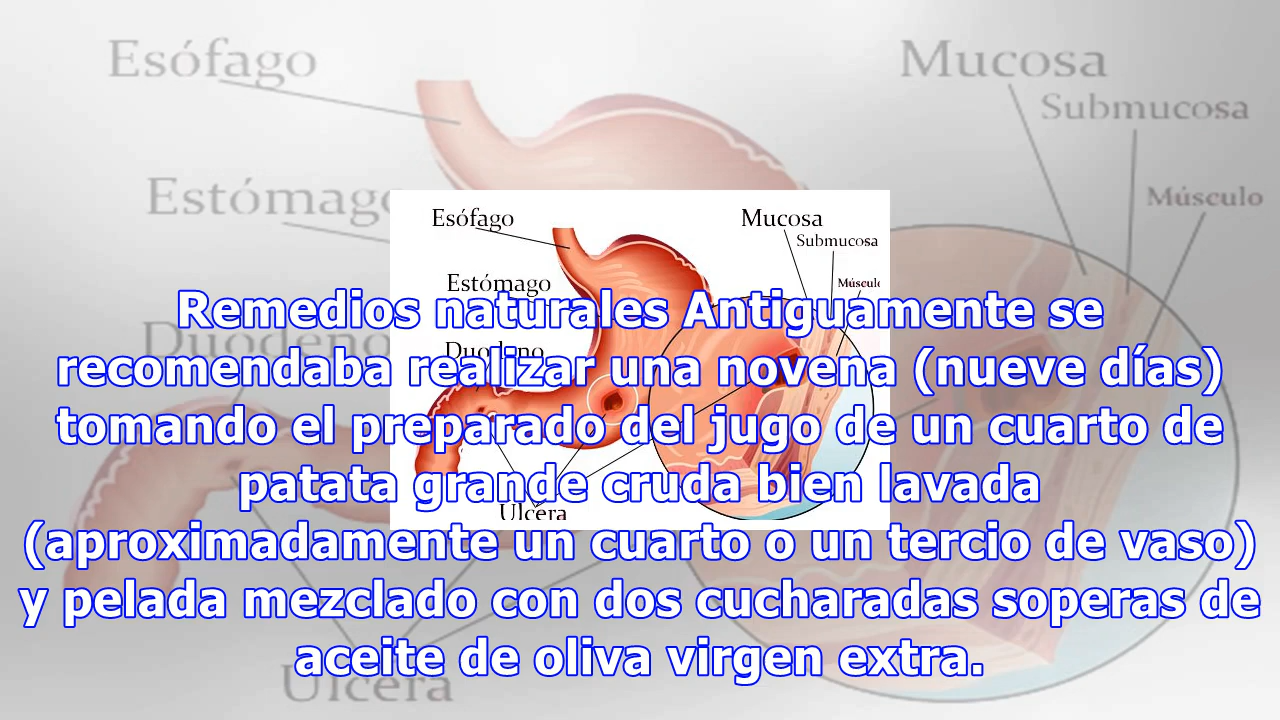 Esófago
Mucosa
Submucosa
Músculo
Estómago
Duodeno
Úlcera
Esófago
Mucosa
Submucosa
Estómago
Duodeno
Úlcera
Remedios naturales Antiguamente se
recomendaba realizar una novena (nueve días)
tomando el preparado del jugo de un cuarto de
patata grande cruda bien lavada
(aproximadamente un cuarto o un tercio de vaso)
y pelada mezclado con dos cucharadas soperas de
aceite de oliva virgen extra.